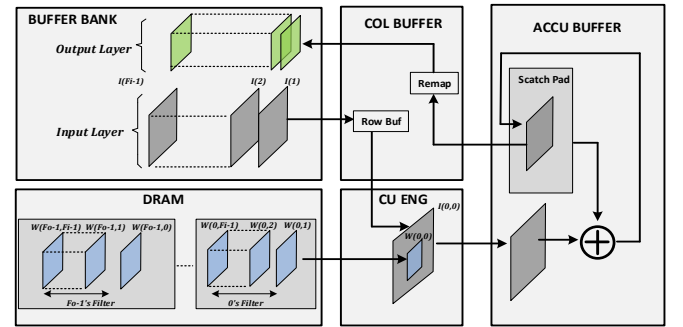 BUFFER BANK
Output Layer
I(Fi-1)
I(2)
I(1)
Input Layer
COL BUFFER
Remap
Row Buf
ACCU BUFFER
Scatch Pad
DRAM
W(Fo-1,Fi-1)
W(Fo-1,1)
W(Fo-1,0)
Fo-1's Filter
W(0,Fi-1)
W(0,2)
W(0,1)
0's Filter
CU ENG
I(0,0)
W(0,0)